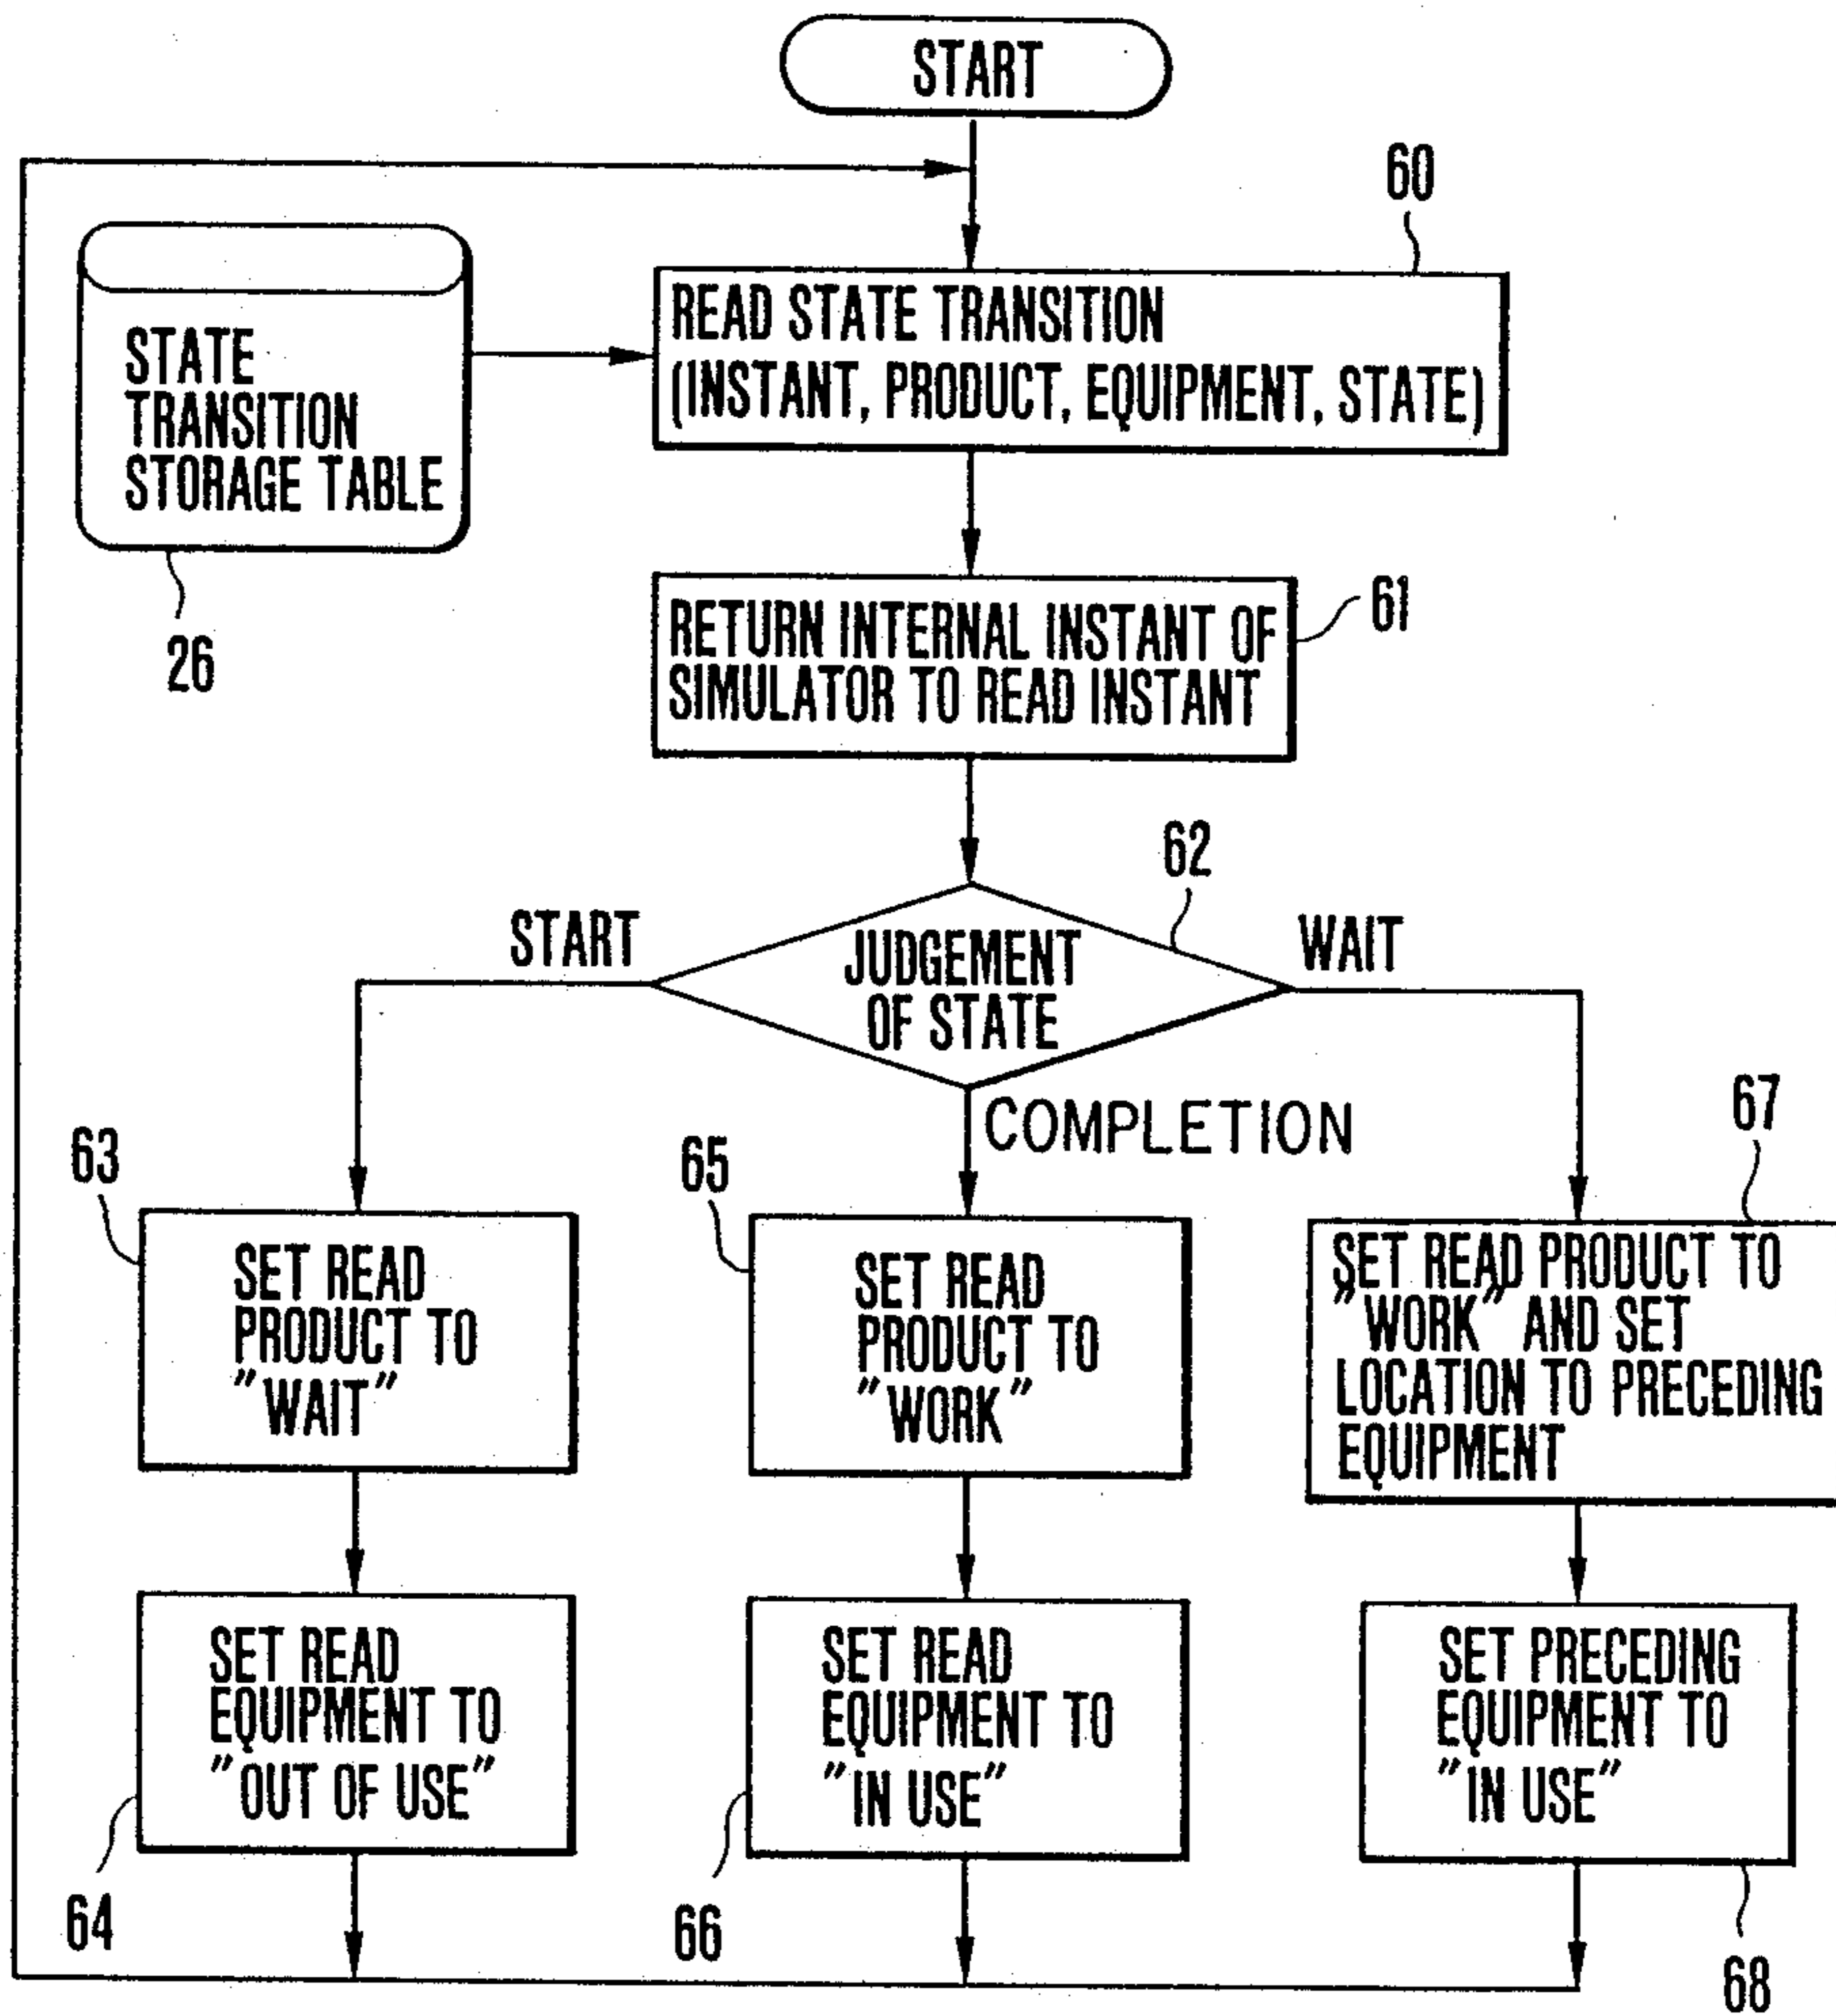 START
60
READ STATE TRANSITION
(INSTANT, PRODUCT, EQUIPMENT, STATE)
STATE
TRANSITION
STORAGE TABLE
26
RETURN INTERNAL INSTANT OF
SIMULATOR TO READ INSTANT
61
62
START
JUDGEMENT
OF STATE
WAIT
COMPLETION
63
SET READ
PRODUCT TO
"WAIT"
65
SET READ
PRODUCT TO
"WORK"
67
SET READ PRODUCT TO
"WORK" AND SET
LOCATION TO PRECEDING
EQUIPMENT
SET READ
EQUIPMENT TO
"OUT OF USE"
64
SET READ
EQUIPMENT TO
"IN USE"
66
SET PRECEDING
EQUIPMENT TO
"IN USE"
68